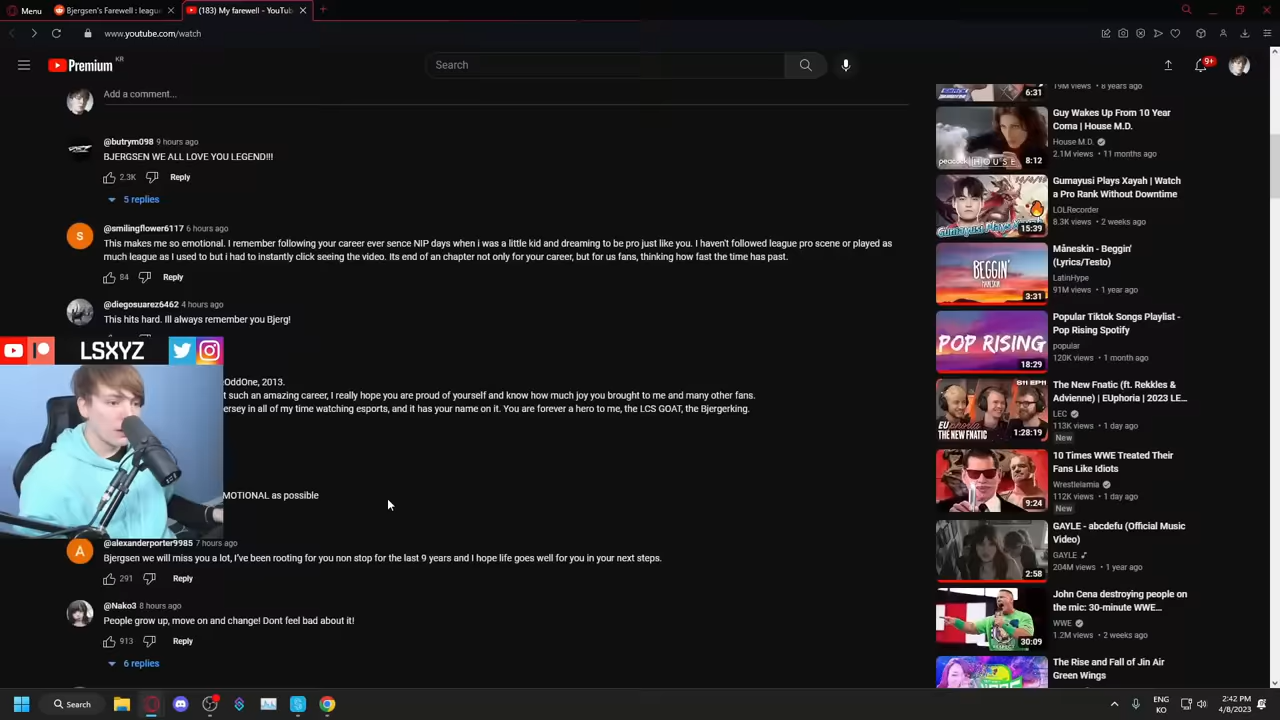 Menu
Bjergsen's Farewell : leagu
(183) My farewell - YouTub
www.youtube.com/watch
Premium
KR
Search
9+
Add a comment...
@butrym098 9 hours ago
BJERGSEN WE ALL LOVE YOU LEGEND!!!
2.3K Reply
5 replies
@smilingflower6117 6 hours ago
This makes me so emotional. I remember following your career ever sence NIP days when i was a little kid and dreaming to be pro just like you. I haven't followed league pro scene or played as
much league as I used to but i had to instantly click seeing the video. Its end of an chapter not only for your career, but for us fans, thinking how fast the time has past.
84 Reply
@diegosuarez6462 4 hours ago
This hits hard. Ill always remember you Bjerg!
LSXYZ
OddOne, 2013.
t such an amazing career, I really hope you are proud of yourself and know how much joy you brought to me and many other fans.
ersey in all of my time watching esports, and it has your name on it. You are forever a hero to me, the LCS GOAT, the Bjergerking.
MOTIONAL as possible
A
@alexanderporter9985 7 hours ago
Bjergsen we will miss you a lot, I've been rooting for you non stop for the last 9 years and I hope life goes well for you in your next steps.
291 Reply
@Nako3 8 hours ago
People grow up, move on and change! Dont feel bad about it!
913 Reply
6 replies
S
6:31
19M views • 8 years ago
Guy Wakes Up From 10 Year
Coma | House M.D.
House M.D.
2.1M views • 11 months ago
peacock HOUSE
8:12
Gumayusi Plays Xayah | Watch
a Pro Rank Without Downtime
LOLRecorder
8.3K views • 2 weeks ago
15:39
Måneskin - Beggin'
(Lyrics/Testo)
LatinHype
91M views • 1 year ago
BEGGIN'
MÅNESKIN
3:31
Popular Tiktok Songs Playlist -
Pop Rising Spotify
popular
120K views • 1 month ago
POP RISING
18:29
The New Fnatic (ft. Rekkles &
Advienne) | EUphoria | 2023 LE...
LEC
113K views • 1 day ago
New
S11 EP11
EUphoria
THE NEW FNATIC
1:28:19
10 Times WWE Treated Their
Fans Like Idiots
Wrestlelamia
112K views • 1 day ago
New
9:24
GAYLE - abcdefu (Official Music
Video)
GAYLE
204M views • 1 year ago
2:58
John Cena destroying people on
the mic: 30-minute WWE...
WWE
1.2M views • 2 weeks ago
30:09
The Rise and Fall of Jin Air
Green Wings
Search
ENG
KO
2:42 PM
4/8/2023